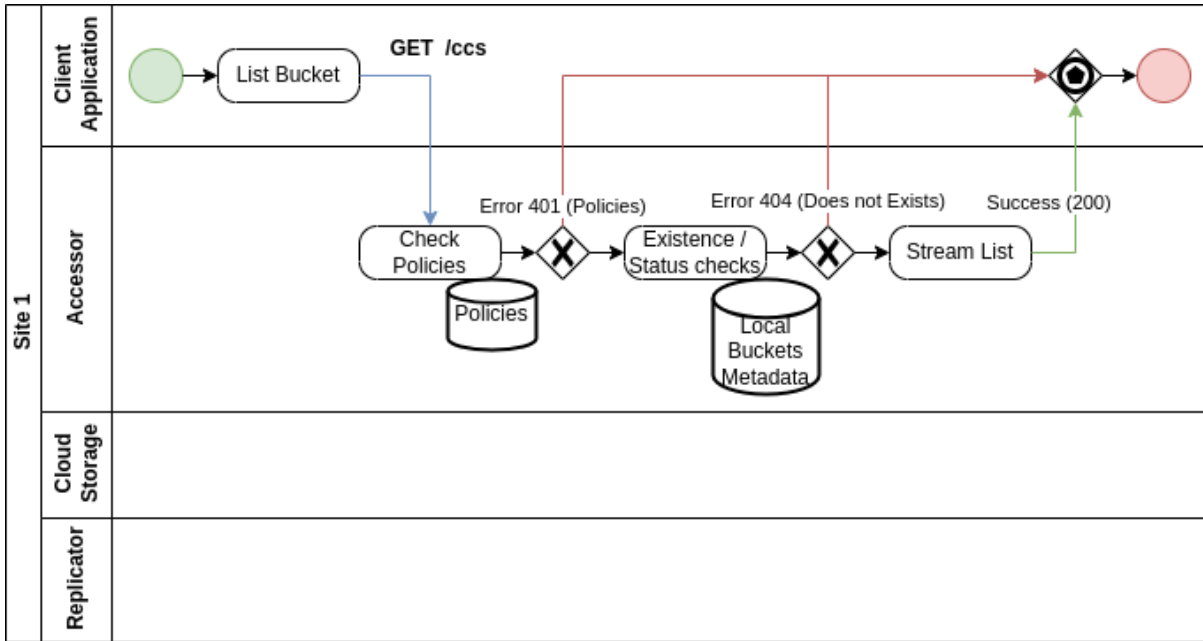 Site 1
Client
Application
List Bucket
GET /ccs
Accessor
Error 401 (Policies)
Error 404 (Does not Exists)
Success (200)
Check
Policies
Existence /
Status checks
Stream List
Policies
Local
Buckets
Metadata
Cloud
Storage
Replicator